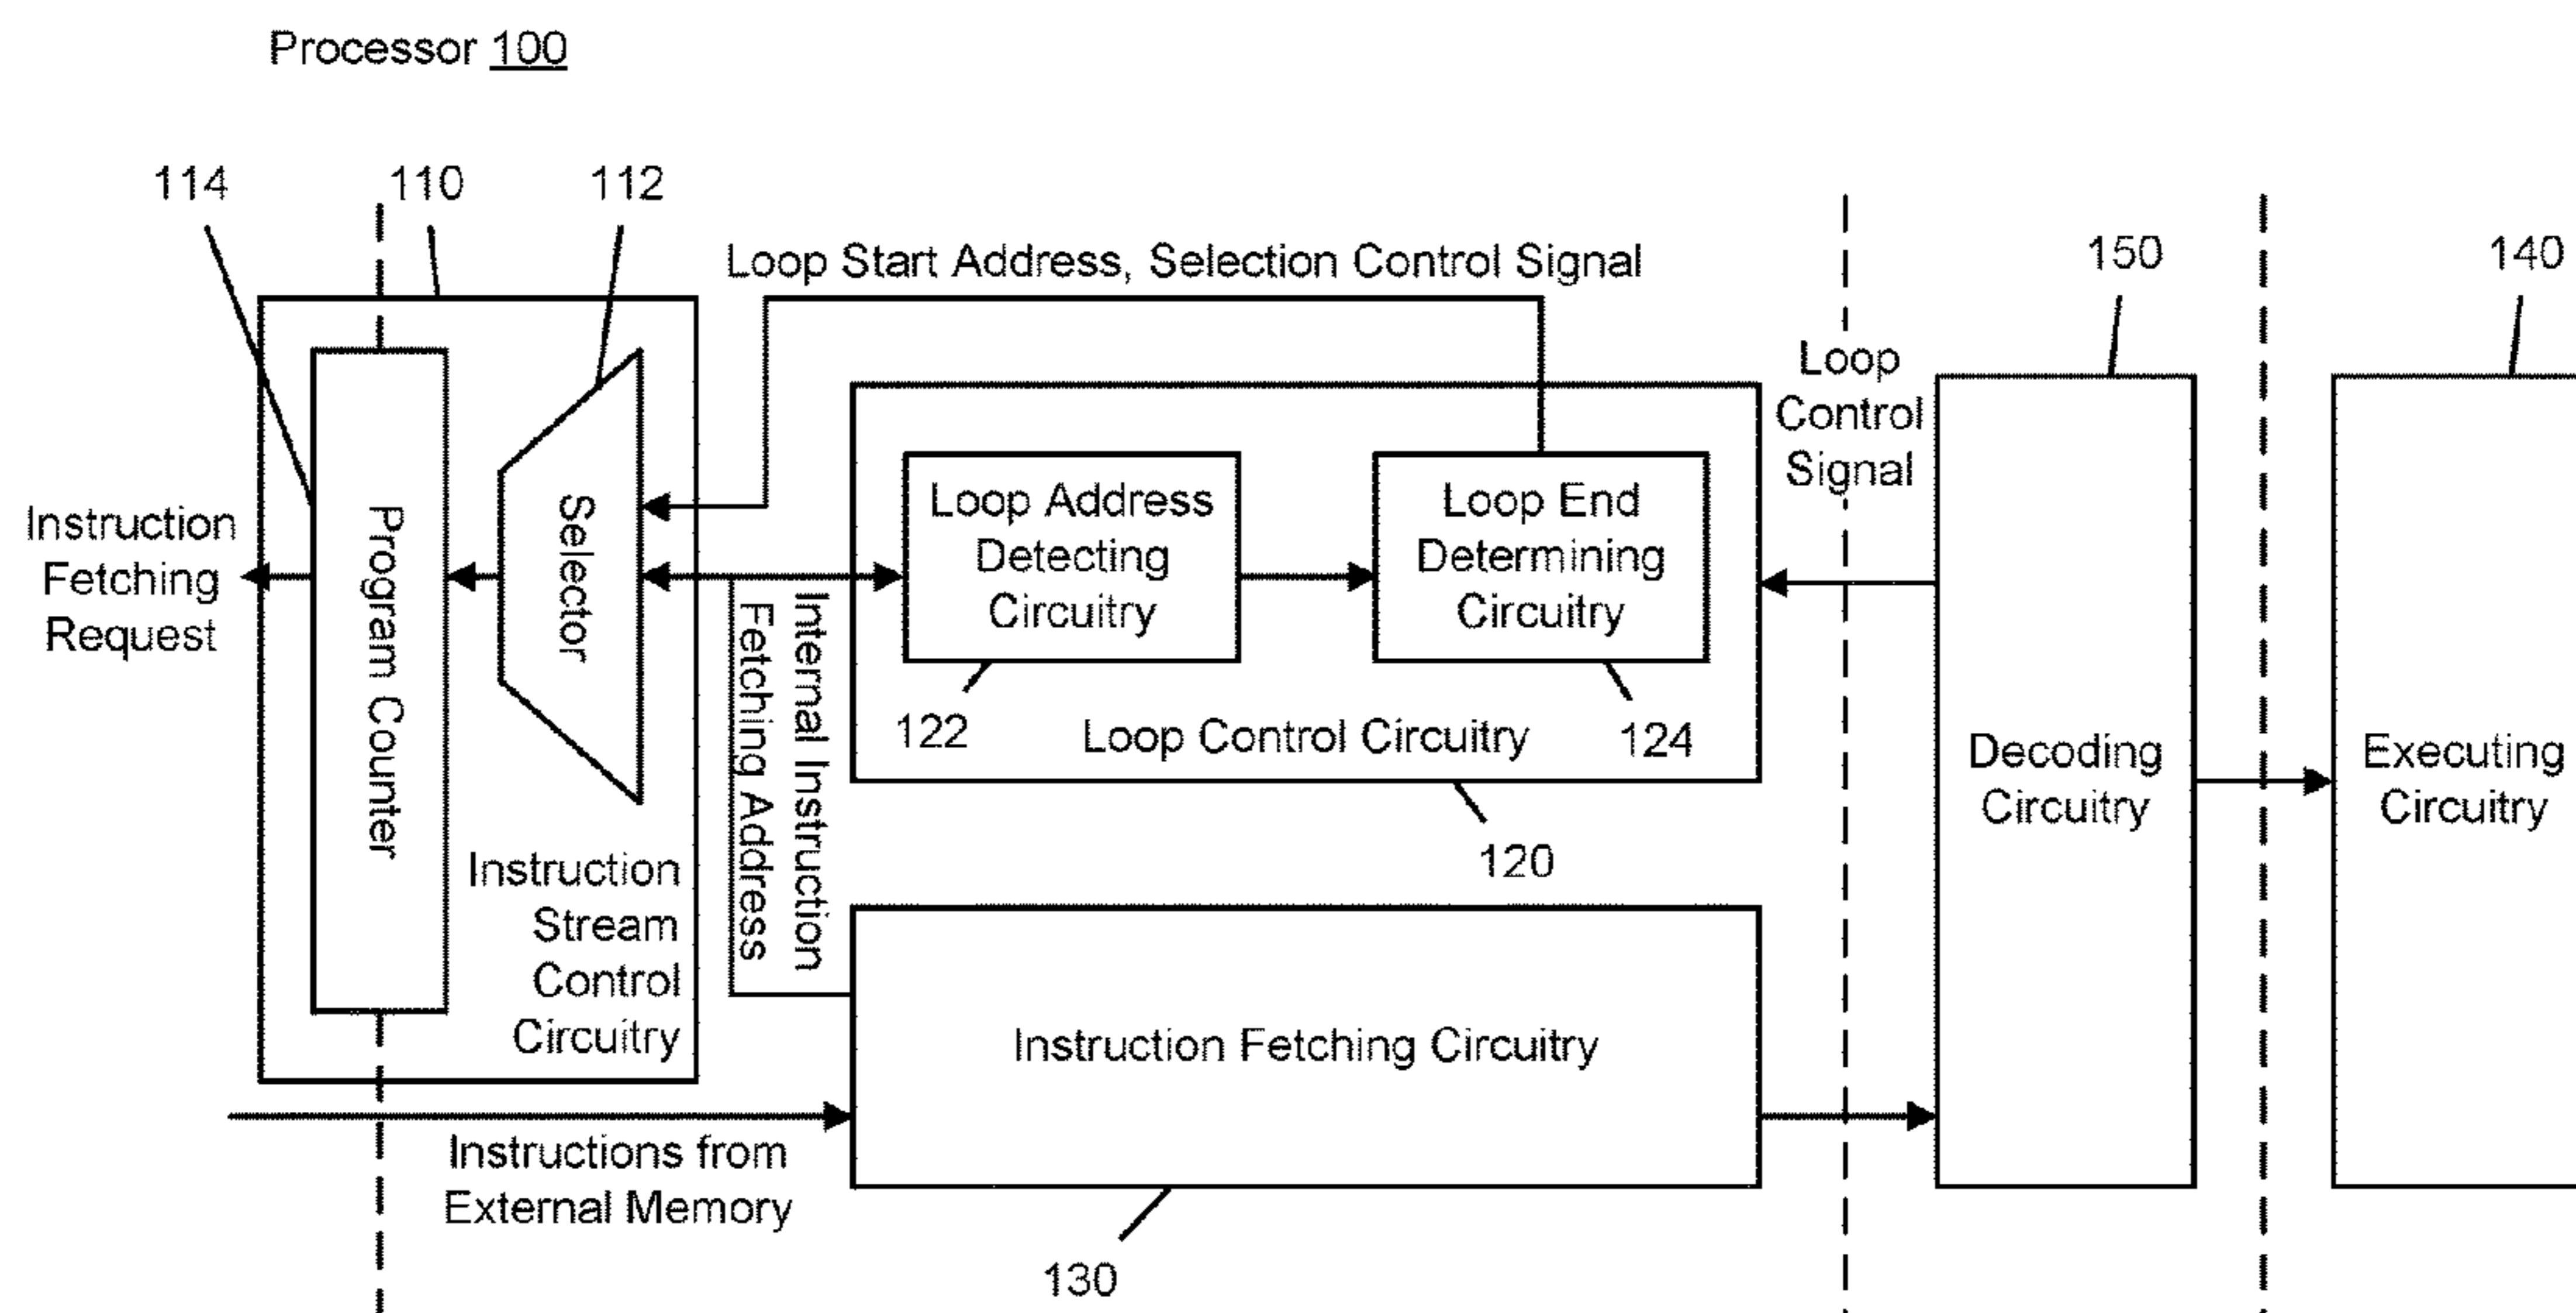 Processor 100
114
110
112
150
140
Loop Start Address, Selection Control Signal
Loop
Control
Signal
Instruction
Fetching
Request
Program Counter
Selector
Instruction
Stream
Control
Circuitry
Internal Instruction
Fetching Address
Loop Address
Detecting
Circuitry
Loop End
Determining
Circuitry
122
Loop Control Circuitry
124
120
Decoding
Circuitry
Executing
Circuitry
Instruction Fetching Circuitry
Instructions from
External Memory
130